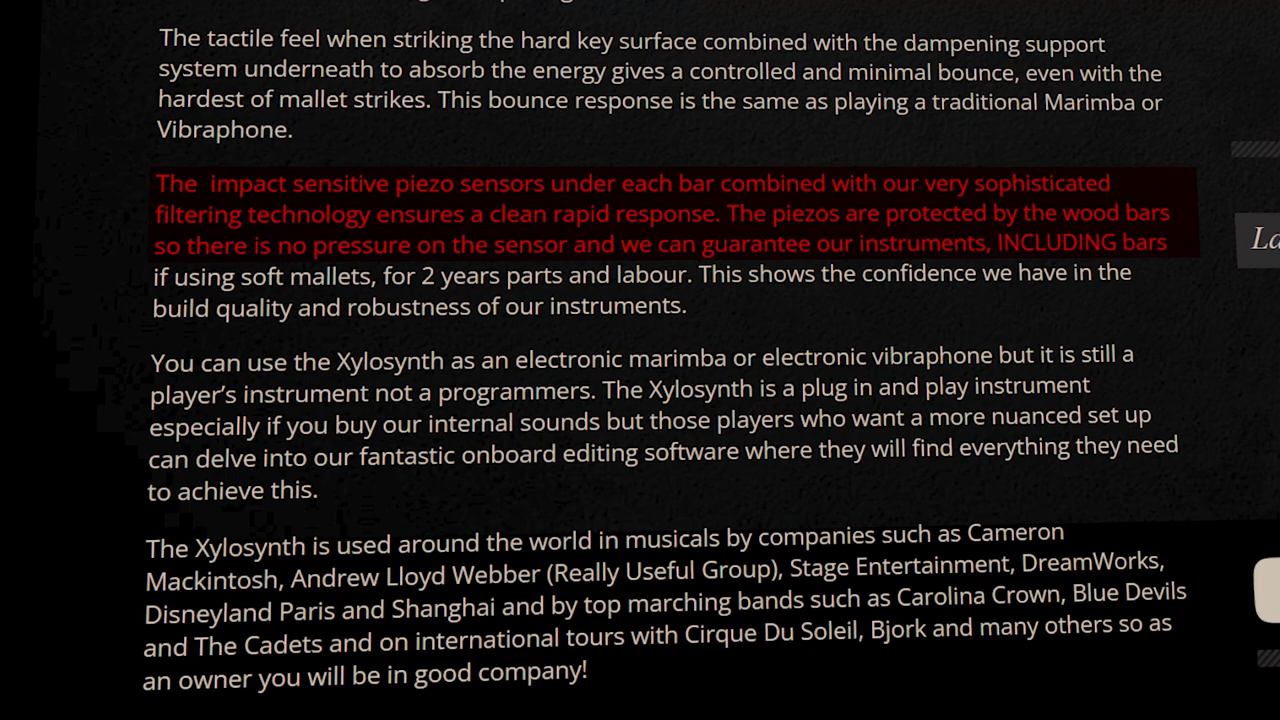 The tactile feel when striking the hard key surface combined with the dampening support
system underneath to absorb the energy gives a controlled and minimal bounce, even with the
hardest of mallet strikes. This bounce response is the same as playing a traditional Marimba or
Vibraphone.
The impact sensitive piezo sensors under each bar combined with our very sophisticated
filtering technology ensures a clean rapid response. The piezos are protected by the wood bars
so there is no pressure on the sensor and we can guarantee our instruments, INCLUDING bars
if using soft mallets, for 2 years parts and labour. This shows the confidence we have in the
build quality and robustness of our instruments.
You can use the Xylosynth as an electronic marimba or electronic vibraphone but it is still a
player's instrument not a programmers. The Xylosynth is a plug in and play instrument
especially if you buy our internal sounds but those players who want a more nuanced set up
can delve into our fantastic onboard editing software where they will find everything they need
to achieve this.
The Xylosynth is used around the world in musicals by companies such as Cameron
Mackintosh, Andrew Lloyd Webber (Really Useful Group), Stage Entertainment, DreamWorks,
Disneyland Paris and Shanghai and by top marching bands such as Carolina Crown, Blue Devils
and The Cadets and on international tours with Cirque Du Soleil, Bjork and many others so as
an owner you will be in good company!